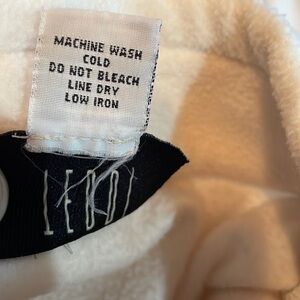 MACHINE WASH
COLD
DO NOT BLEACH
LINE DRY
LOW IRON